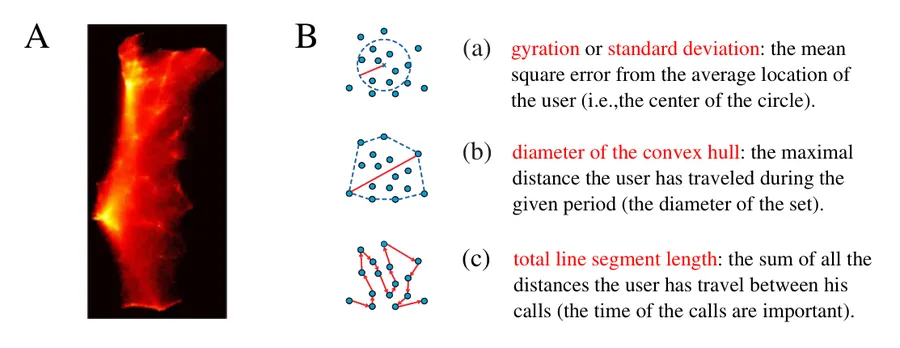 A
B
(a) gyration or standard deviation: the mean
square error from the average location of
the user (i.e.,the center of the circle).
(b) diameter of the convex hull: the maximal
distance the user has traveled during the
given period (the diameter of the set).
(c) total line segment length: the sum of all the
distances the user has travel between his
calls (the time of the calls are important).